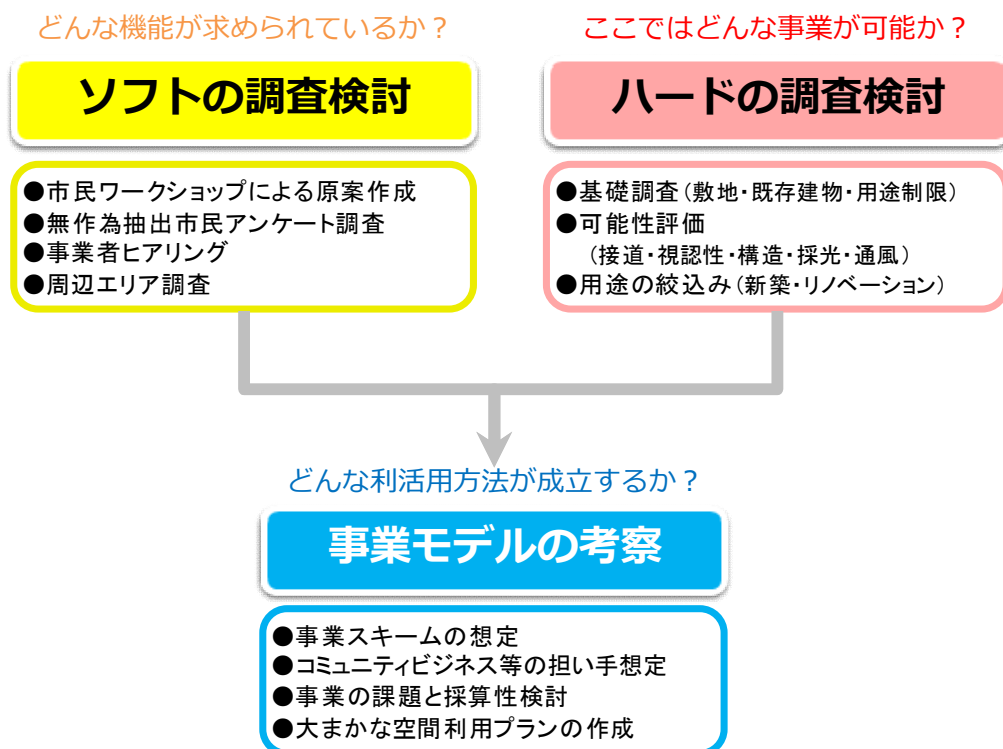 どんな機能が求められているか？
ソフトの調査検討
●市民ワークショップによる原案作成
●無作為抽出市民アンケート調査
●事業者ヒアリング
●周辺エリア調査
ここではどんな事業が可能か？
ハードの調査検討
●基礎調査（敷地・既存建物・用途制限）
●可能性評価
（接道・視認性・構造・採光・通風）
●用途の絞込み（新築・リノベーション）
どんな利活用方法が成立するか？
事業モデルの考察
●事業スキームの想定
●コミュニティビジネス等の担い手想定
●事業の課題と採算性検討
●大まかな空間利用プランの作成